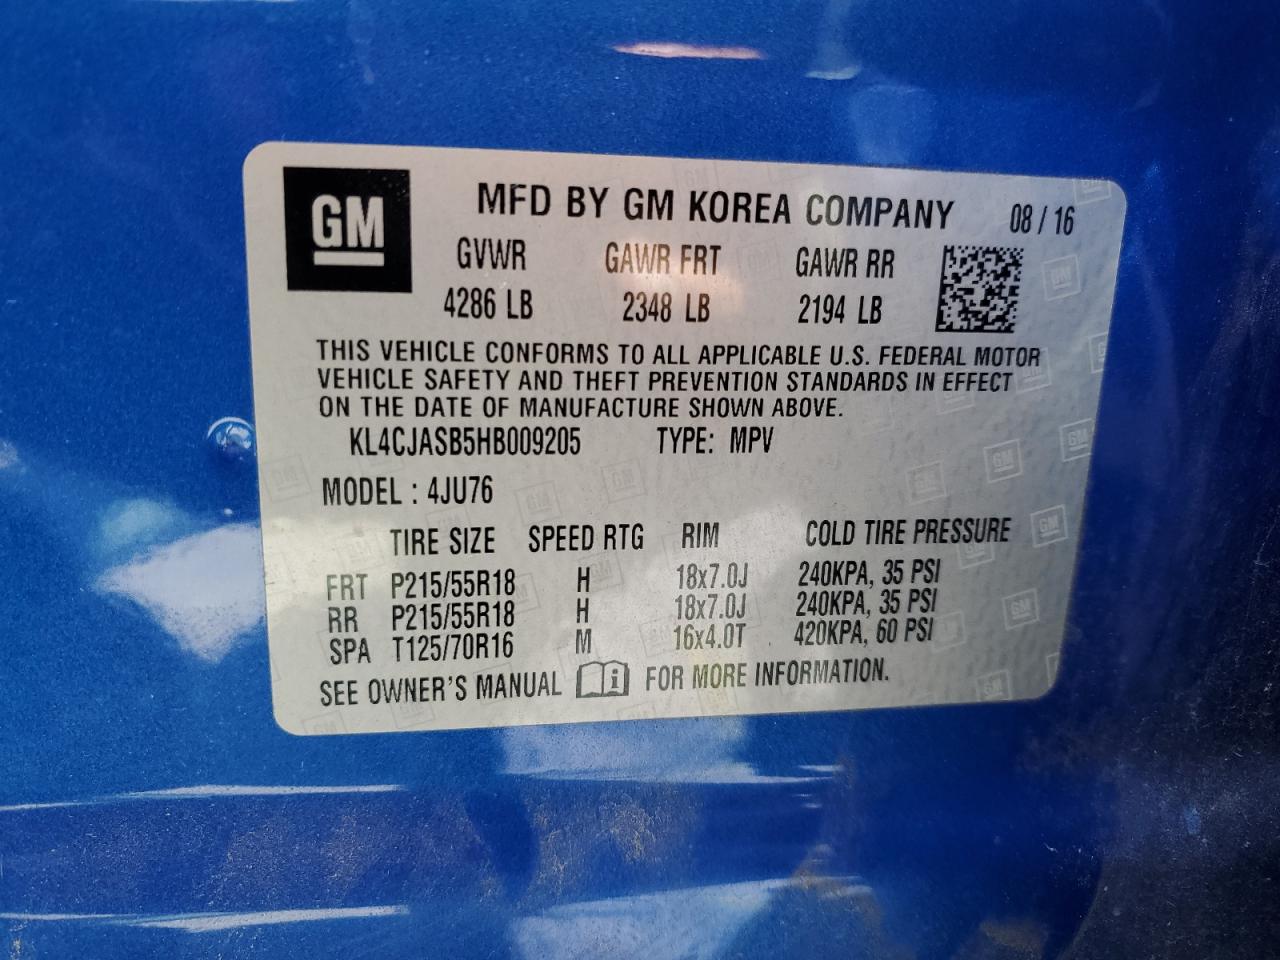 GM
MFD BY GM KOREA COMPANY 08 / 16
GVWR GAWR FRT GAWR RR
4286 LB 2348 LB 2194 LB
THIS VEHICLE CONFORMS TO ALL APPLICABLE U.S. FEDERAL MOTOR
VEHICLE SAFETY AND THEFT PREVENTION STANDARDS IN EFFECT
ON THE DATE OF MANUFACTURE SHOWN ABOVE.
KL4CJASB5HB009205 TYPE: MPV
MODEL : 4JU76
TIRE SIZE SPEED RTG RIM COLD TIRE PRESSURE
FRT P215/55R18 H 18x7.0J 240KPA, 35 PSI
RR P215/55R18 H 18x7.0J 240KPA, 35 PSI
SPA T125/70R16 M 16x4.0T 420KPA, 60 PSI
SEE OWNER'S MANUAL i FOR MORE INFORMATION.